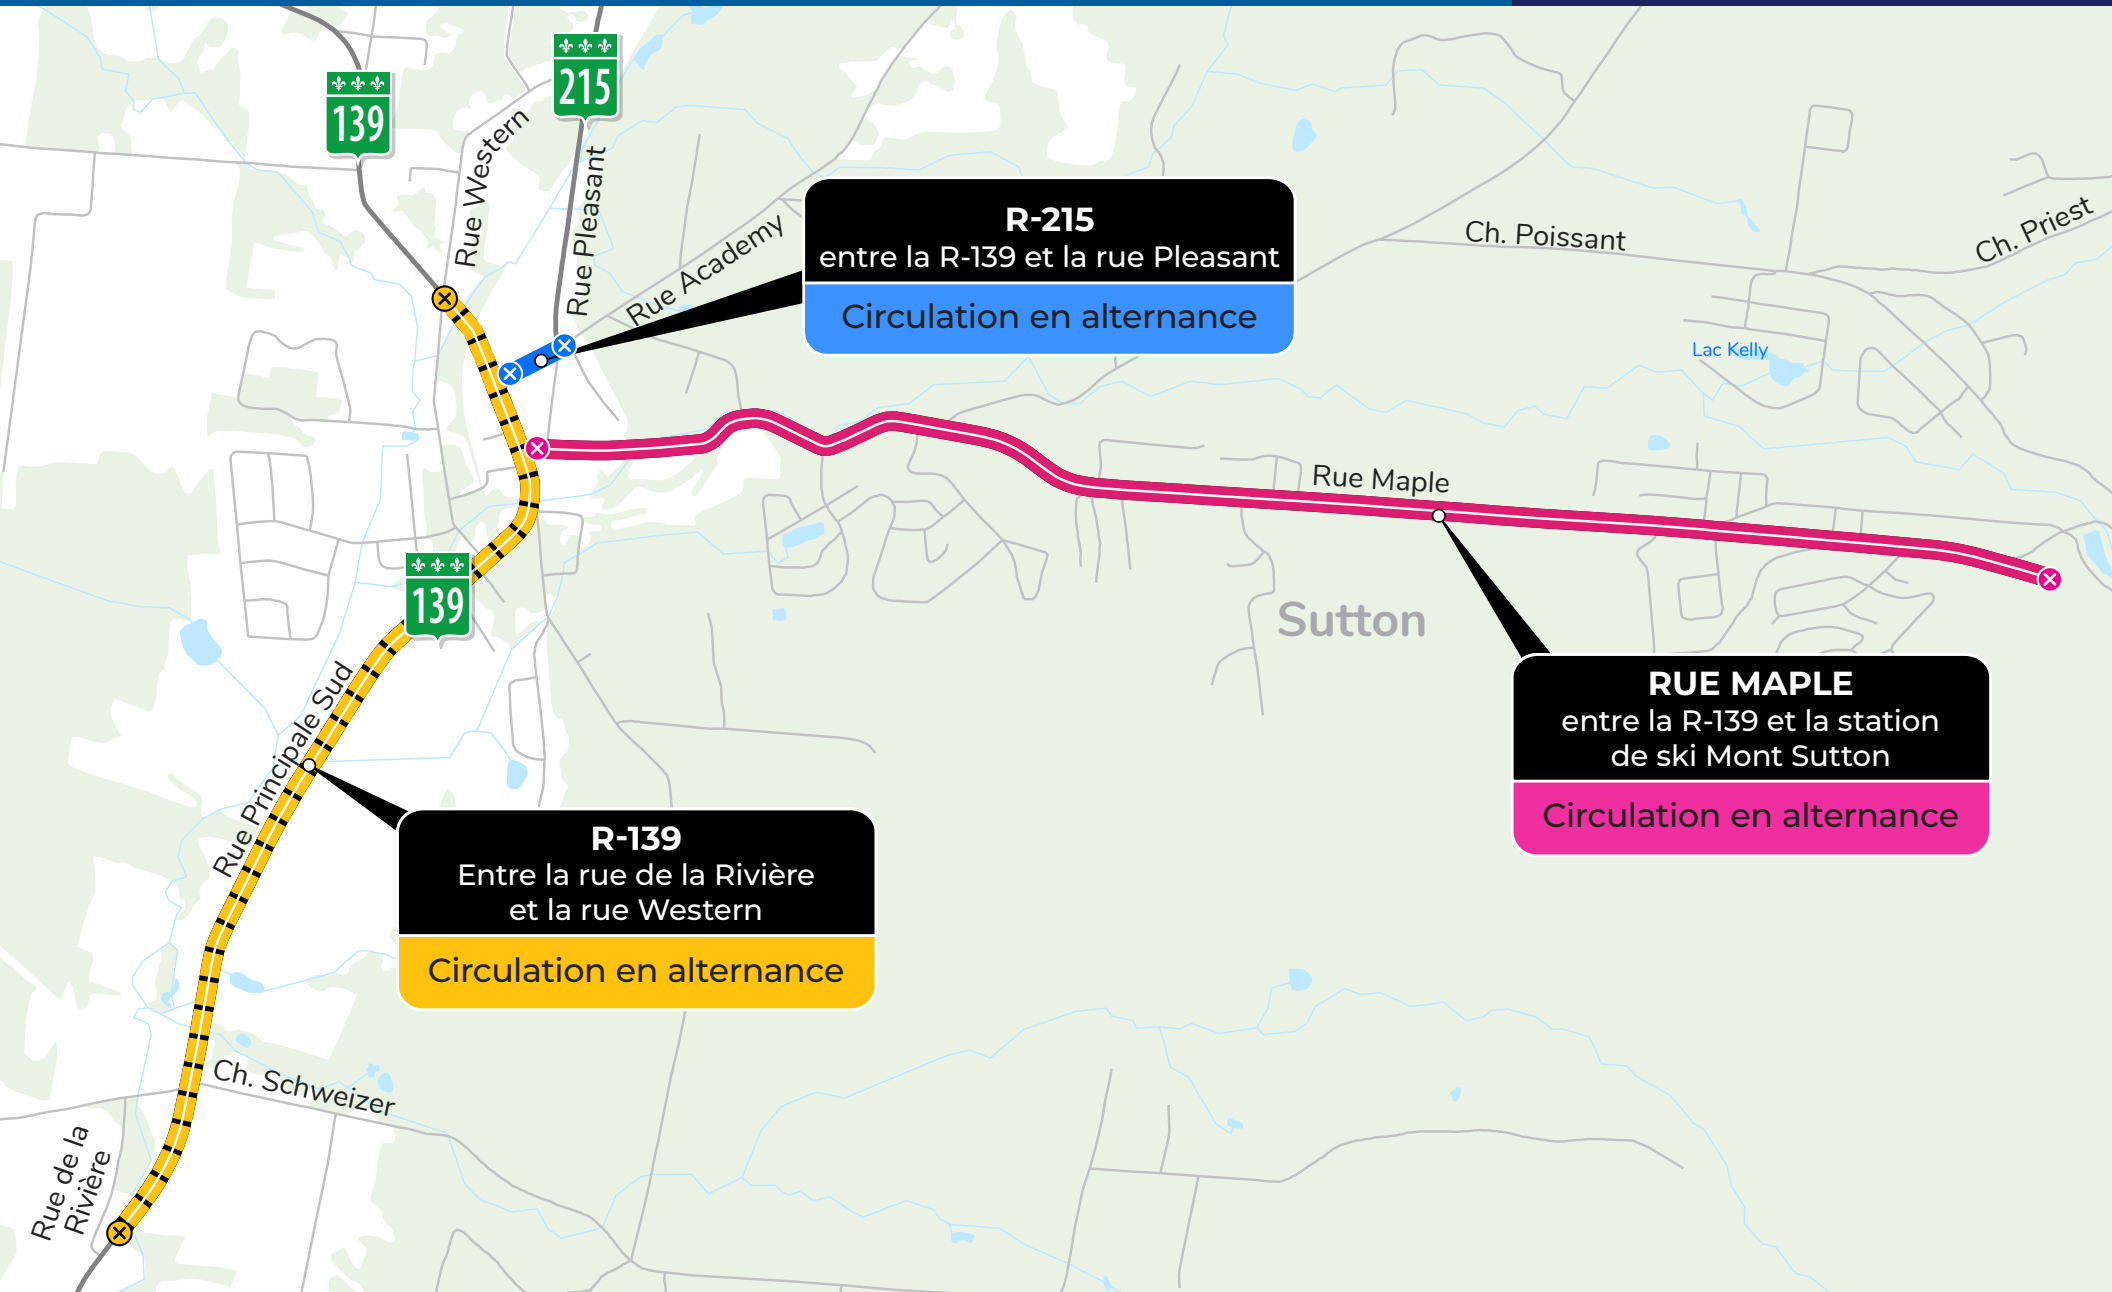 139
215
Rue Western
Rue Pleasant
Rue Academy
R-215
entre la R-139 et la rue Pleasant
Circulation en alternance
Ch. Poissant
Ch. Priest
Lac Kelly
Rue Maple
139
Sutton
RUE MAPLE
entre la R-139 et la station
de ski Mont Sutton
Circulation en alternance
Rue Principale Sud
R-139
Entre la rue de la Rivière
et la rue Western
Circulation en alternance
Ch. Schweizer
Rue de la
Rivière